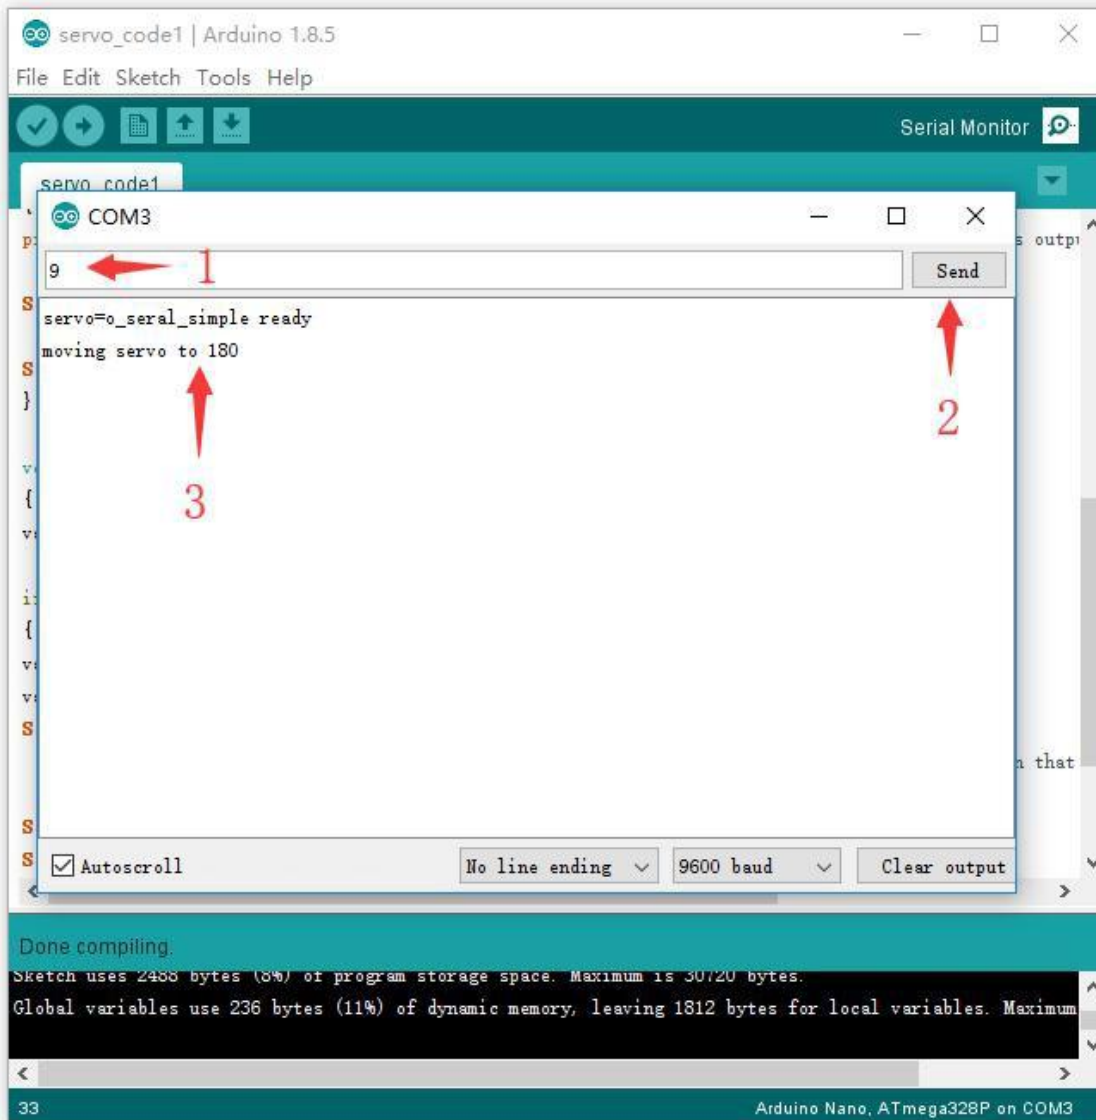 servo_code1 | Arduino 1.8.5
File Edit Sketch Tools Help
Serial Monitor
servo_code1
COM3
s outpu
9
1
Send
servo=o_seral_simple ready
moving servo to 180
2
3
S
S
}
{
{
S
n that
S
S
Autoscroll
No line ending
9600 baud
Clear output
Done compiling.
Sketch uses 2488 bytes (8%) of program storage space. Maximum is 30720 bytes.
Global variables use 236 bytes (11%) of dynamic memory, leaving 1812 bytes for local variables. Maximum
33
Arduino Nano, ATmega328P on COM3